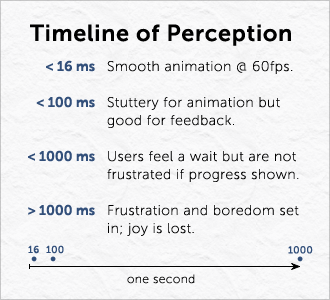 Timeline of Perception
< 16 ms Smooth animation @ 60fps.
< 100 ms Stuttery for animation but
good for feedback.
< 1000 ms Users feel a wait but are not
frustrated if progress shown.
> 1000 ms Frustration and boredom set
in; joy is lost.
16 100 1000
one second